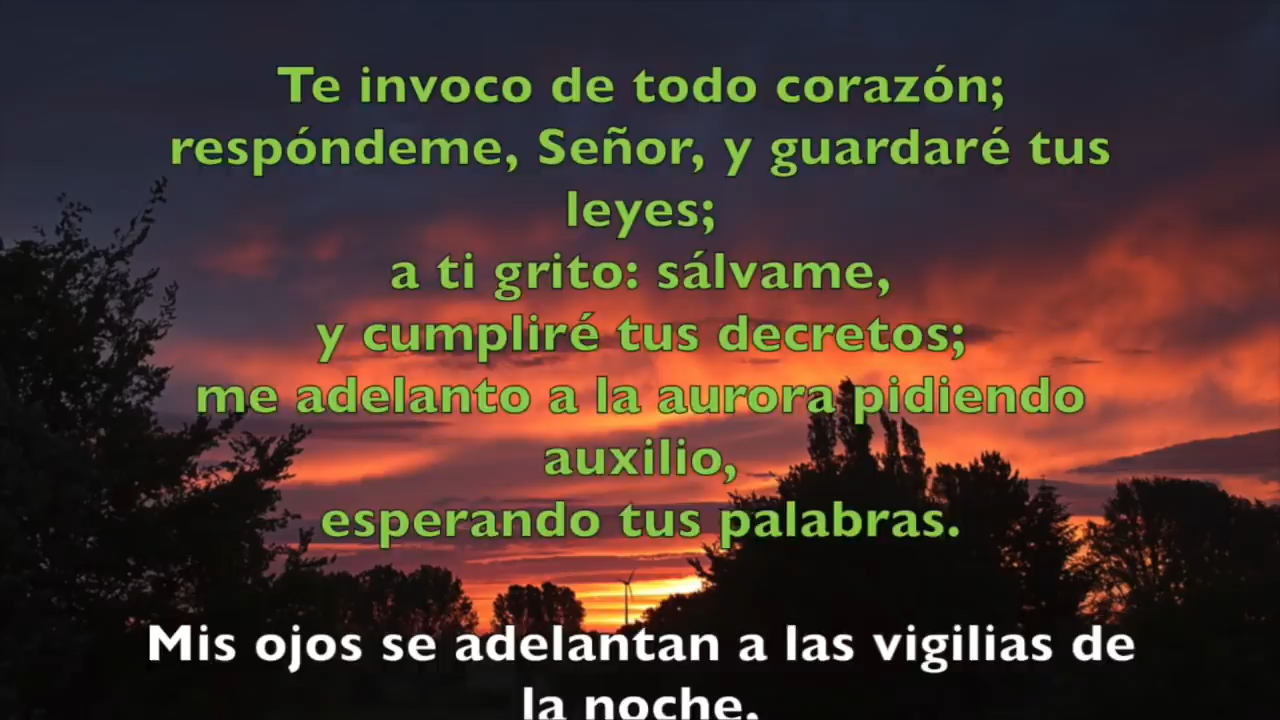 Te invoco de todo corazón;
respóndeme, Señor, y guardaré tus
leyes;
a ti grito: sálvame,
y cumpliré tus decretos;
me adelanto a la aurora pidiendo
auxilio,
esperando tus palabras.
Mis ojos se adelantan a las vigilias de
la noche,